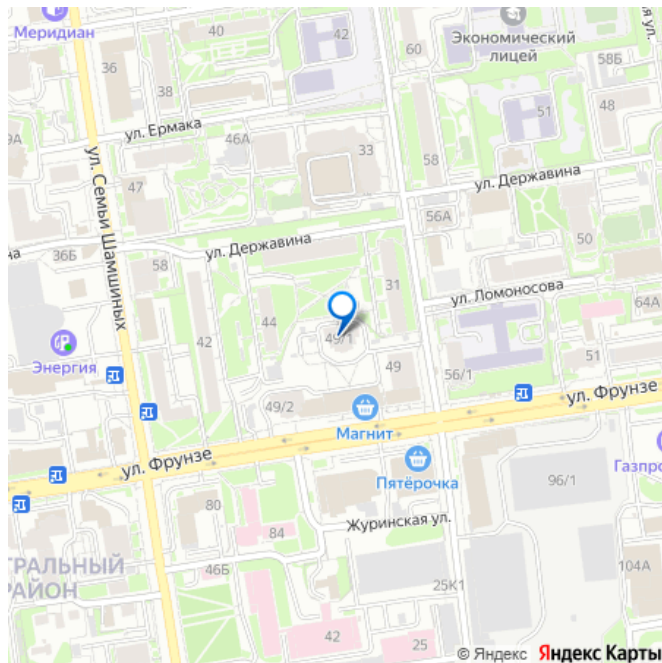 Меридиан
40
42
60
Экономический
лицей
36
58Б
38
51
48
ул. Ермака
46А
33
58
47
ул. Державина
56А
36Б
ул. Семьи Шамшиных
ул. Державина
58
50
31
ул. Ломоносова
64А
44
49/1
42
Энергия
49
56/1
51
49/2
ул. Фрунзе
Магнит
ул. Фрунзе
Пятёрочка
Газпро
96/1
80
Журинская ул.
84
ТРАЛЬНЫЙ
РАЙОН
46Б
25К1
104А
42
25
© Яндекс Яндекс Карты